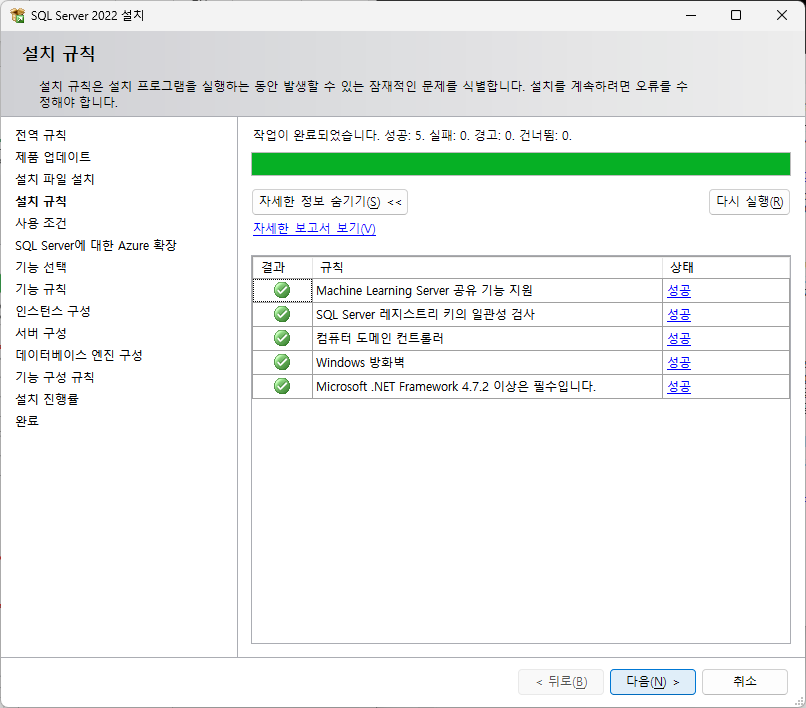 SQL Server 2022 설치
설치 규칙
설치 규칙은 설치 프로그램을 실행하는 동안 발생할 수 있는 잠재적인 문제를 식별합니다. 설치를 계속하려면 오류를 수
정해야 합니다.
전역 규칙
제품 업데이트
설치 파일 설치
설치 규칙
사용 조건
SQL Server에 대한 Azure 확장
기능 선택
기능 규칙
인스턴스 구성
서버 구성
데이터베이스 엔진 구성
기능 구성 규칙
설치 진행률
완료
작업이 완료되었습니다. 성공: 5. 실패: 0. 경고: 0. 건너뜀: 0.
자세한 정보 숨기기(S) <<
다시 실행(R)
자세한 보고서 보기(V)
결과 규칙 상태
Machine Learning Server 공유 기능 지원 성공
SQL Server 레지스트리 키의 일관성 검사 성공
컴퓨터 도메인 컨트롤러 성공
Windows 방화벽 성공
Microsoft .NET Framework 4.7.2 이상은 필수입니다. 성공
< 뒤로(B) 다음(N) > 취소